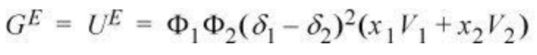 G^E = U^E = Φ₁Φ₂(δ₁ – δ₂)²(x₁V₁ + x₂V₂)